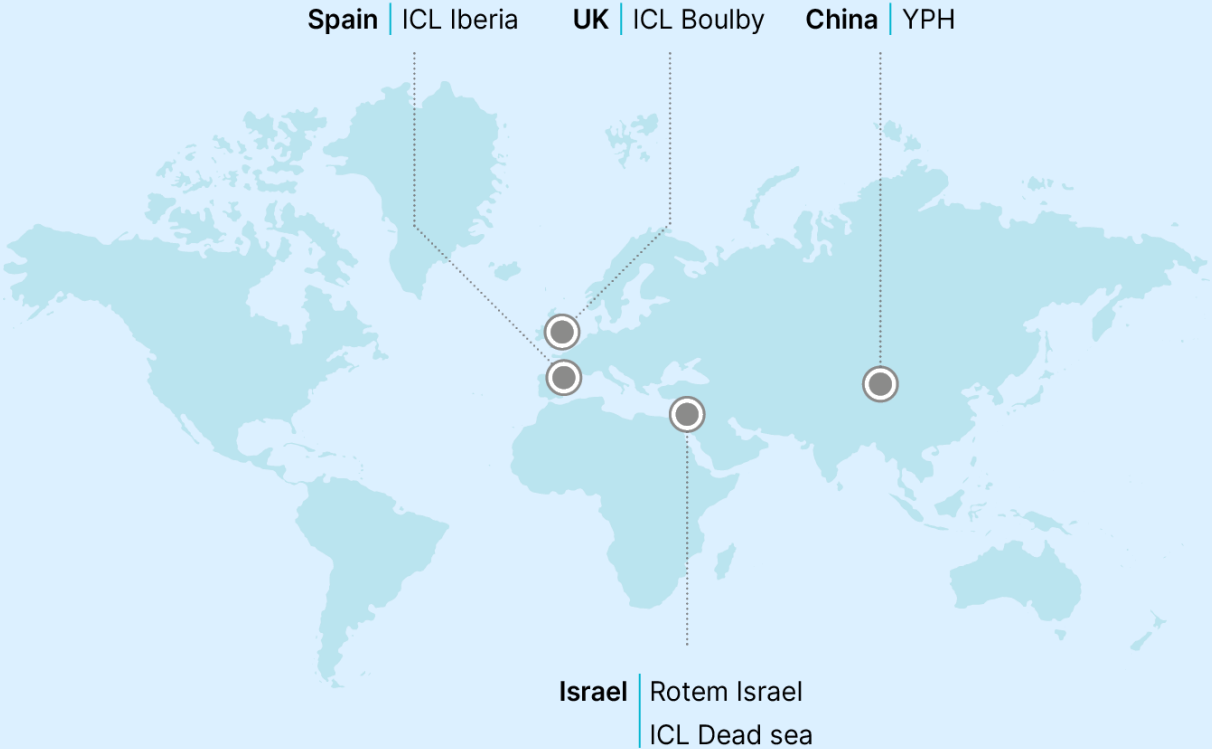 Spain ICL Iberia
UK ICL Boulby
China YPH
Israel Rotem Israel
ICL Dead sea